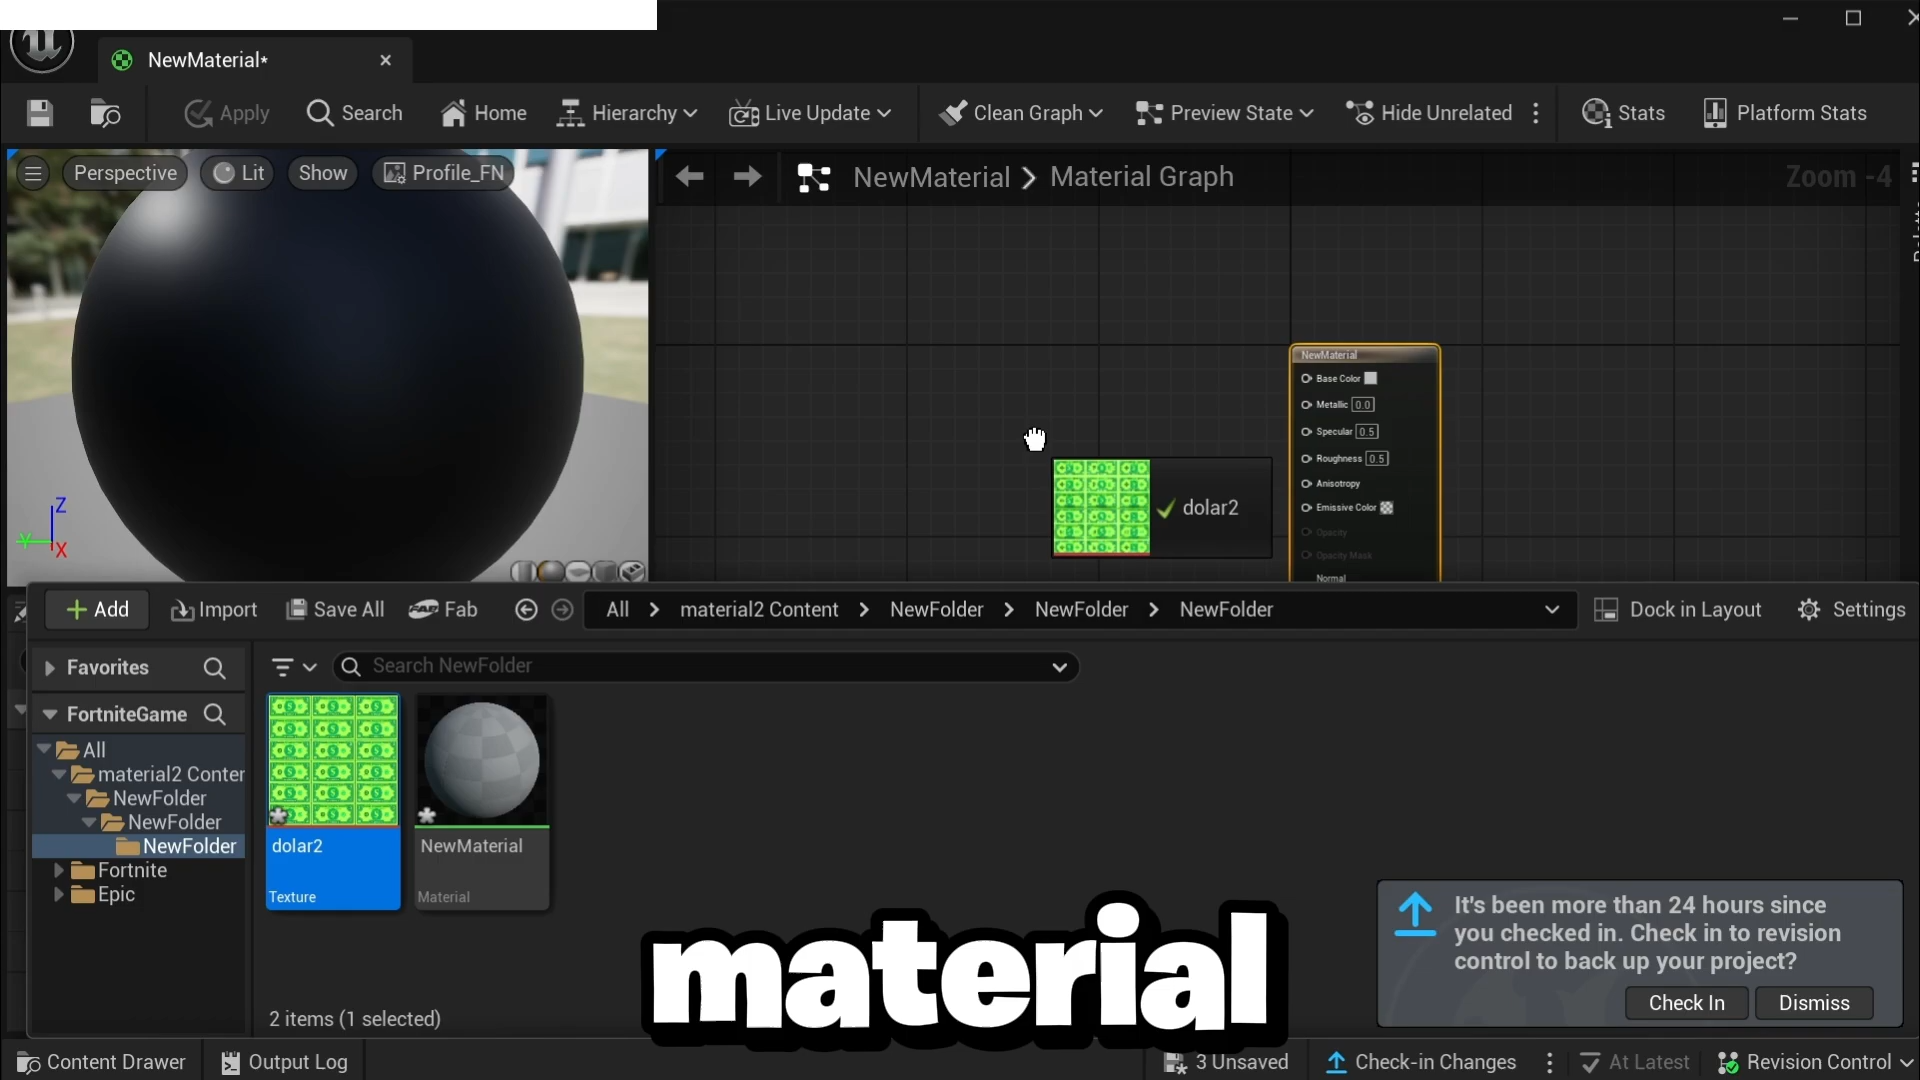 NewMaterial*
Apply
Search
Home
Hierarchy
Live Update
Clean Graph
Preview State
Hide Unrelated
Stats
Platform Stats
Perspective
Lit
Show
Profile_FN
NewMaterial
Material Graph
Zoom -4
NewMaterial
Base Color
Metallic 0.0
Specular 0.5
Roughness 0.5
Anisotropy
Emissive Color
Opacity
Opacity Mask
Normal
dolar2
Z
Y
X
Add
Import
Save All
Fab
All
material2 Content
NewFolder
NewFolder
NewFolder
Dock in Layout
Settings
Favorites
Search NewFolder
FortniteGame
All
material2 Conter
NewFolder
NewFolder
NewFolder
Fortnite
Epic
dolar2
Texture
NewMaterial
Material
material
2 items (1 selected)
It's been more than 24 hours since
you checked in. Check in to revision
control to back up your project?
Check In
Dismiss
Content Drawer
Output Log
3 Unsaved
Check-in Changes
At Latest
Revision Control